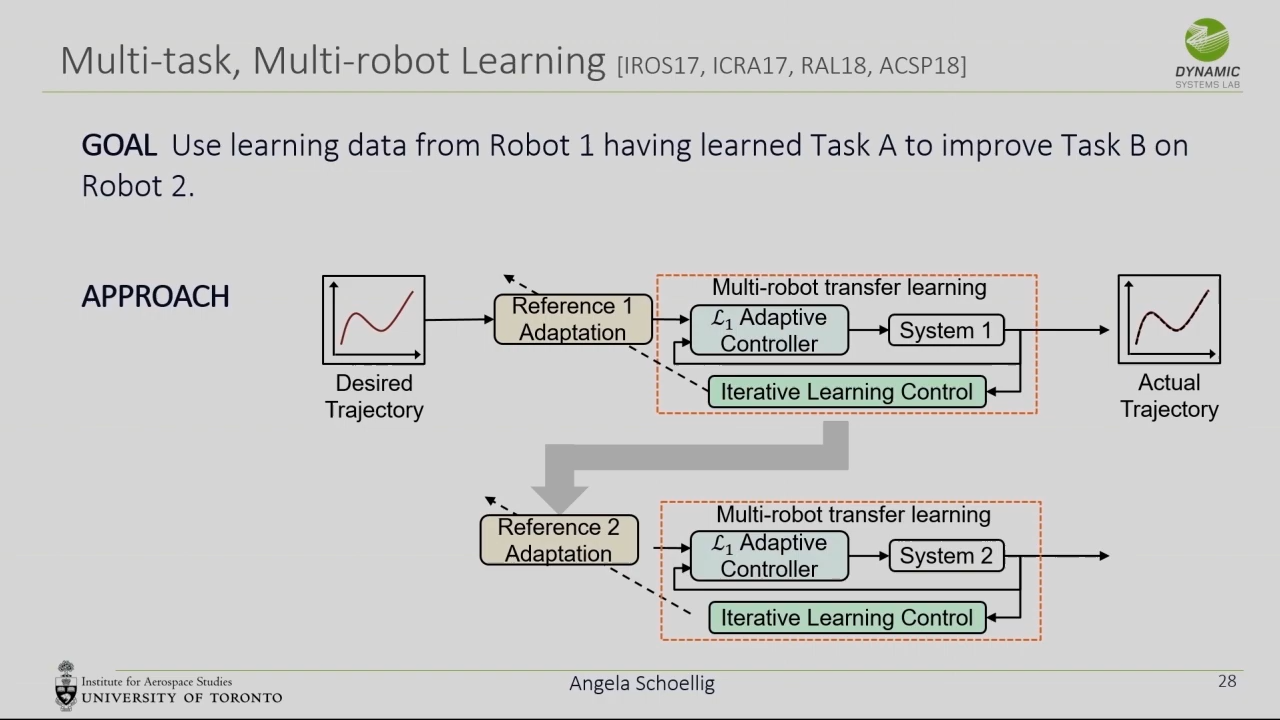 Multi-task, Multi-robot Learning [IROS17, ICRA17, RAL18, ACSP18]
DYNAMIC
SYSTEMS LAB
GOAL Use learning data from Robot 1 having learned Task A to improve Task B on
Robot 2.
APPROACH
Desired
Trajectory
Reference 1
Adaptation
Multi-robot transfer learning
ℒ₁ Adaptive
Controller
System 1
Iterative Learning Control
Actual
Trajectory
Reference 2
Adaptation
Multi-robot transfer learning
ℒ₁ Adaptive
Controller
System 2
Iterative Learning Control
Institute for Aerospace Studies
UNIVERSITY OF TORONTO
Angela Schoellig
28